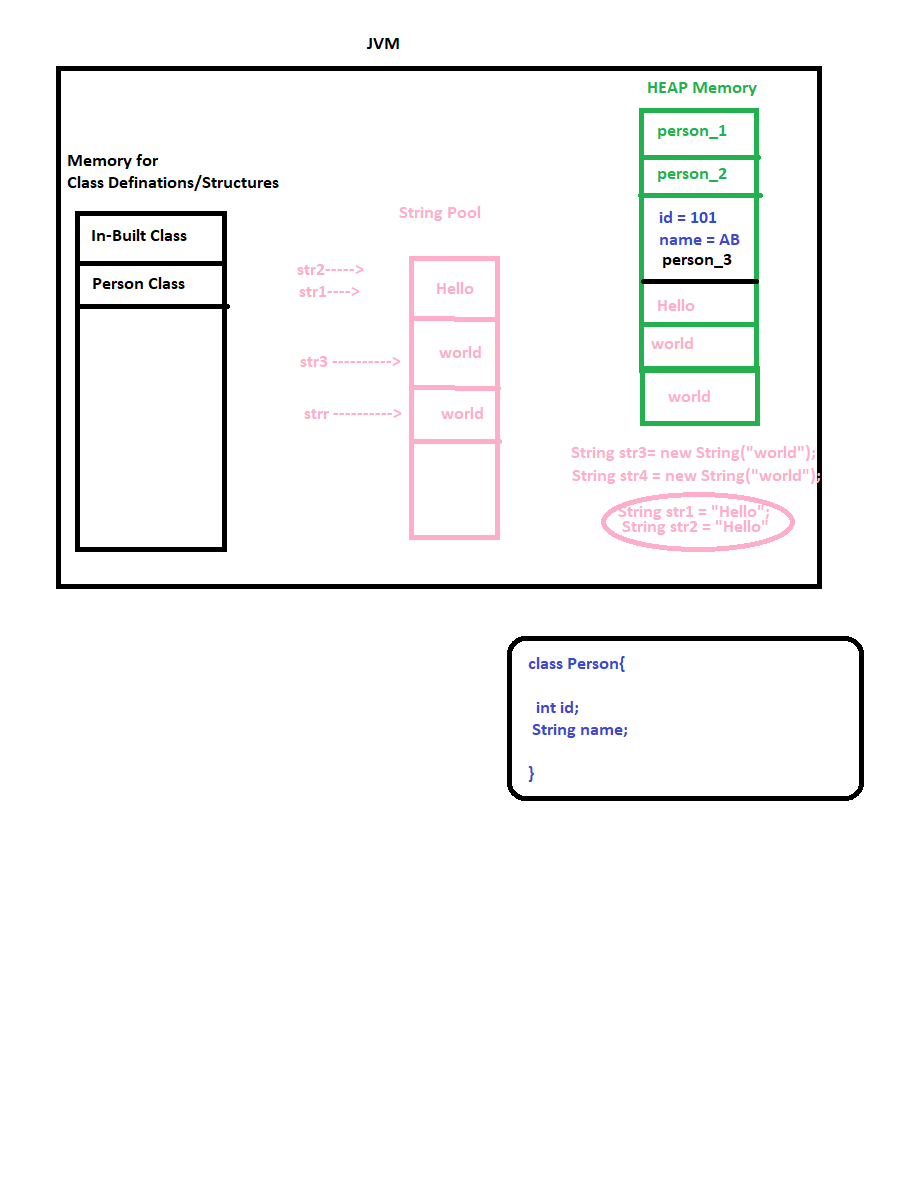 JVM
HEAP Memory
person_1
person_2
Memory for
Class Definations/Structures
In-Built Class
Person Class
String Pool
str2----->
str1---->
Hello
str3 ---------->
world
strr ---------->
world
id = 101
name = AB
person_3
Hello
world
world
String str3= new String("world");
String str4 = new String("world");
String str1 = "Hello";
String str2 = "Hello"
class Person{
int id;
String name;
}